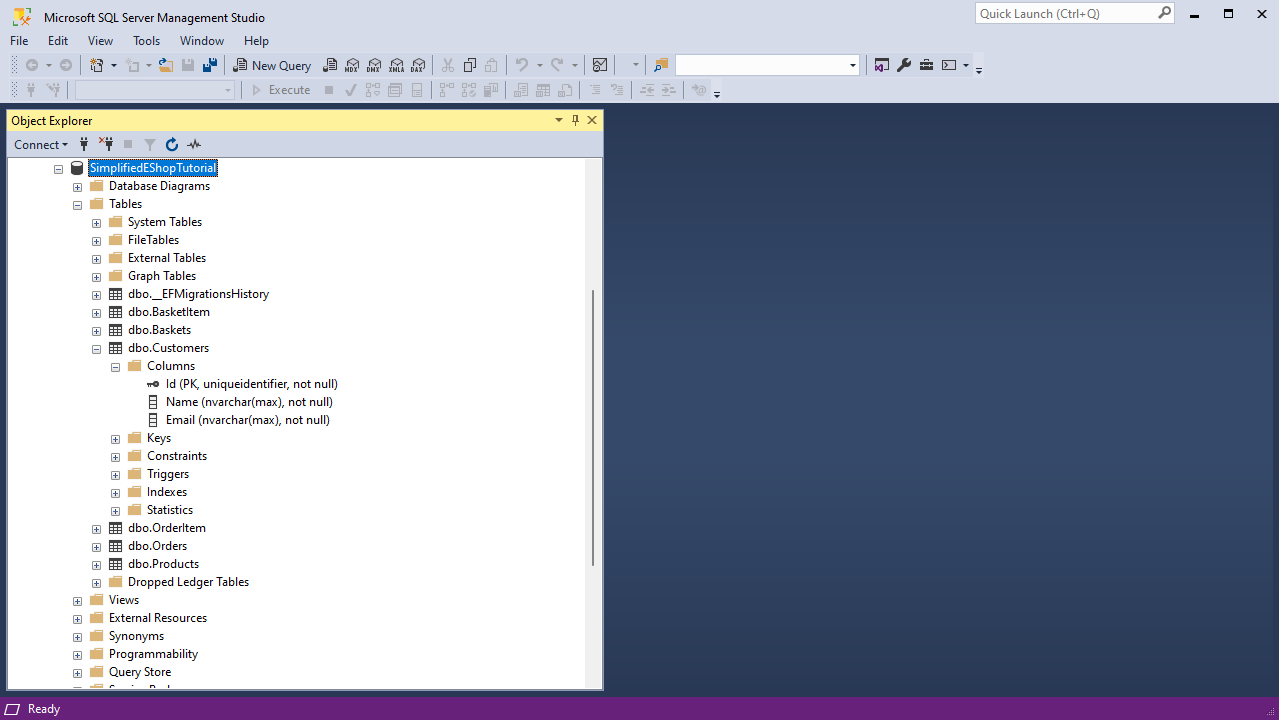 Microsoft SQL Server Management Studio
Quick Launch (Ctrl+Q)
File Edit View Tools Window Help
New Query MDX DMX XMLA DAX
Execute
Object Explorer
Connect
SimplifiedEShopTutorial
Database Diagrams
Tables
System Tables
FileTables
External Tables
Graph Tables
dbo.__EFMigrationsHistory
dbo.BasketItem
dbo.Baskets
dbo.Customers
Columns
Id (PK, uniqueidentifier, not null)
Name (nvarchar(max), not null)
Email (nvarchar(max), not null)
Keys
Constraints
Triggers
Indexes
Statistics
dbo.OrderItem
dbo.Orders
dbo.Products
Dropped Ledger Tables
Views
External Resources
Synonyms
Programmability
Query Store
Ready